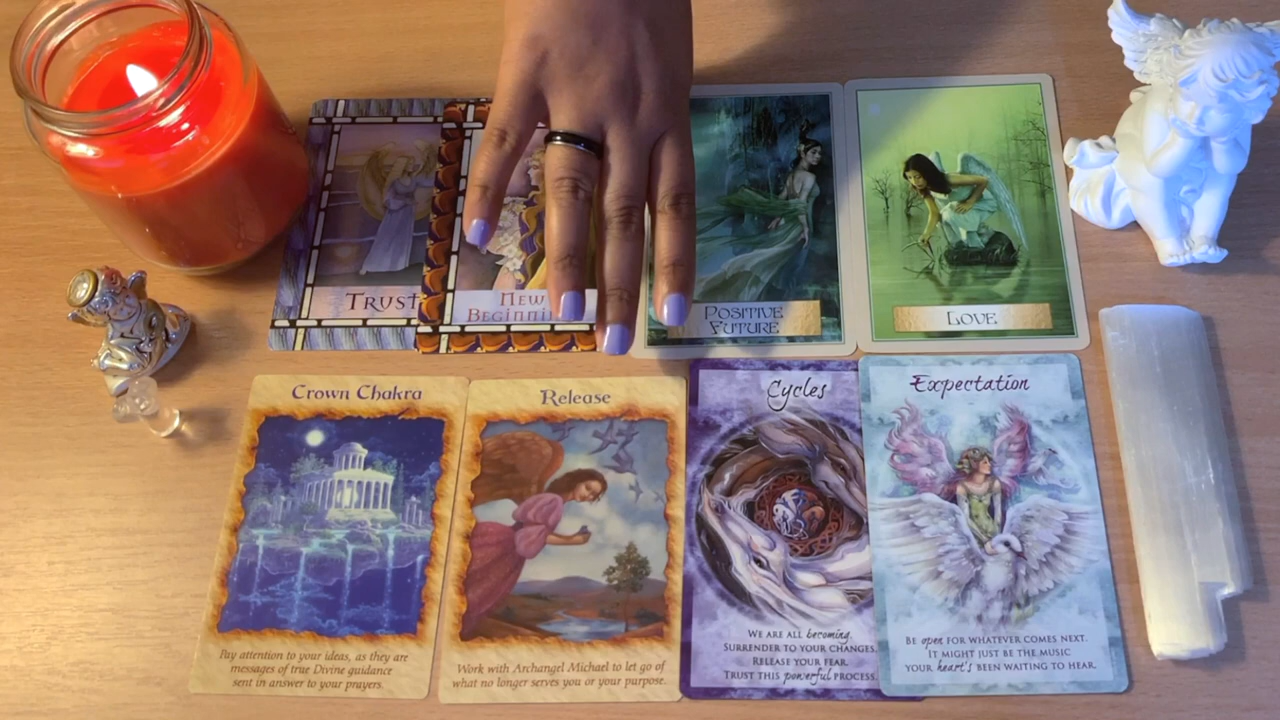 Trust
New
Beginnin
Positive
Future
Love
Crown Chakra
Pay attention to your ideas, as they are
messages of true Divine guidance
sent in answer to your prayers.
Release
Work with Archangel Michael to let go of
what no longer serves you or your purpose.
Cycles
We are all becoming.
Surrender to your changes.
Release your fear.
Trust this powerful process.
Expectation
Be open for whatever comes next.
It might just be the music
your heart's been waiting to hear.